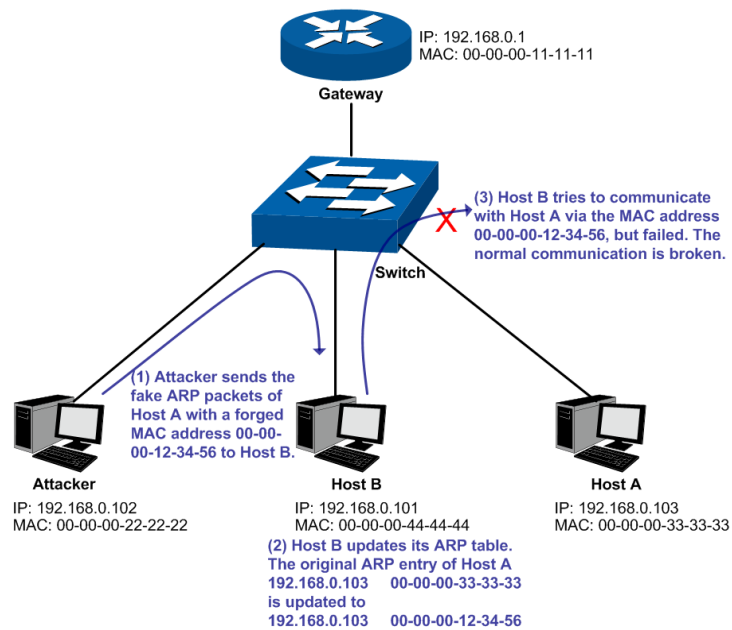 IP: 192.168.0.1
MAC: 00-00-00-11-11-11
Gateway
(3) Host B tries to communicate
with Host A via the MAC address
00-00-00-12-34-56, but failed. The
normal communication is broken.
X
Switch
(1) Attacker sends the
fake ARP packets of
Host A with a forged
MAC address 00-00-
00-12-34-56 to Host B.
Attacker
IP: 192.168.0.102
MAC: 00-00-00-22-22-22
Host B
IP: 192.168.0.101
MAC: 00-00-00-44-44-44
Host A
IP: 192.168.0.103
MAC: 00-00-00-33-33-33
(2) Host B updates its ARP table.
The original ARP entry of Host A
192.168.0.103 00-00-00-33-33-33
is updated to
192.168.0.103 00-00-00-12-34-56